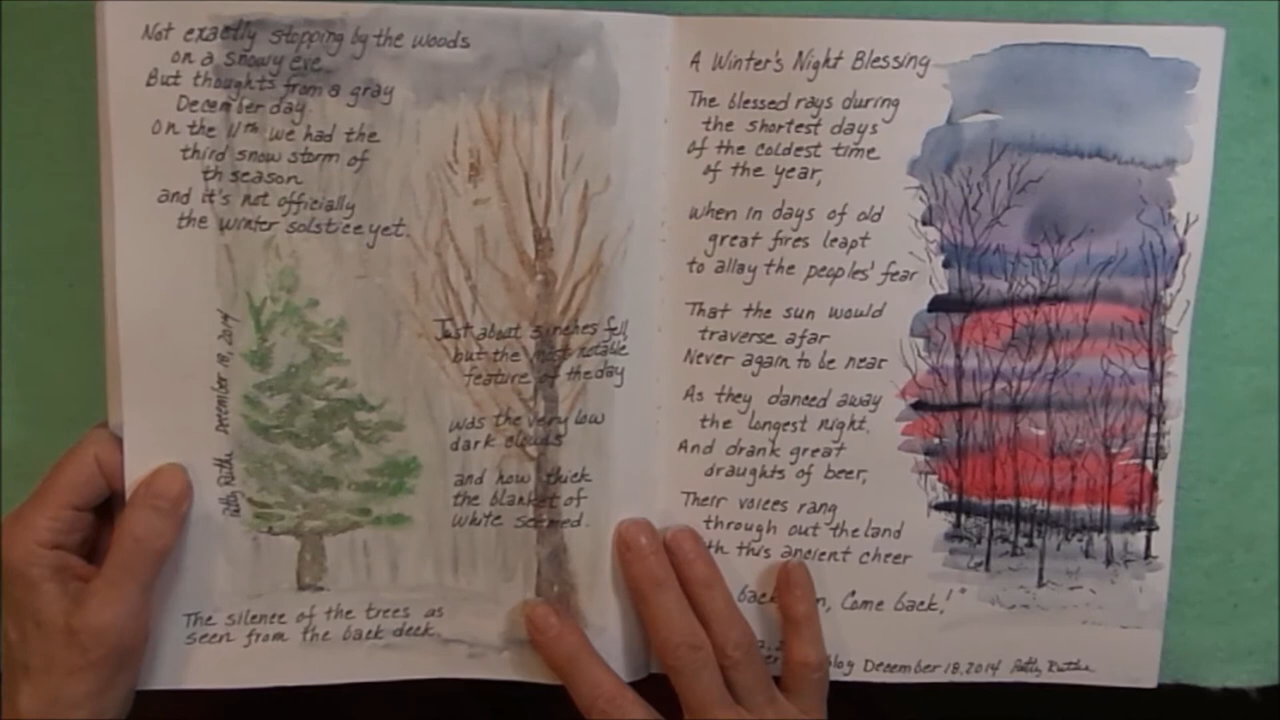 Not exactly stopping by the woods
on a snowy eve.
But thoughts from a gray
December day
On the 11th we had the
third snow storm of
th season
and it's not officially
the winter solstice yet.
Just about 3 inches fell,
but the most notable
feature of the day
was the very low
dark clouds
and how thick
the blanket of
white seemed.
Patty Ruthe December 18, 2014
The silence of the trees as
seen from the back deck.
A Winter's Night Blessing
The blessed rays during
the shortest days
of the coldest time
of the year,
when in days of old
great fires leapt
to allay the peoples' fear
That the sun would
traverse afar
Never again to be near
As they danced away
the longest night.
And drank great
draughts of beer,
Their voices rang
through out the land
this ancient cheer
back
Come back!"
blog December 18, 2014 Patty Ruthe